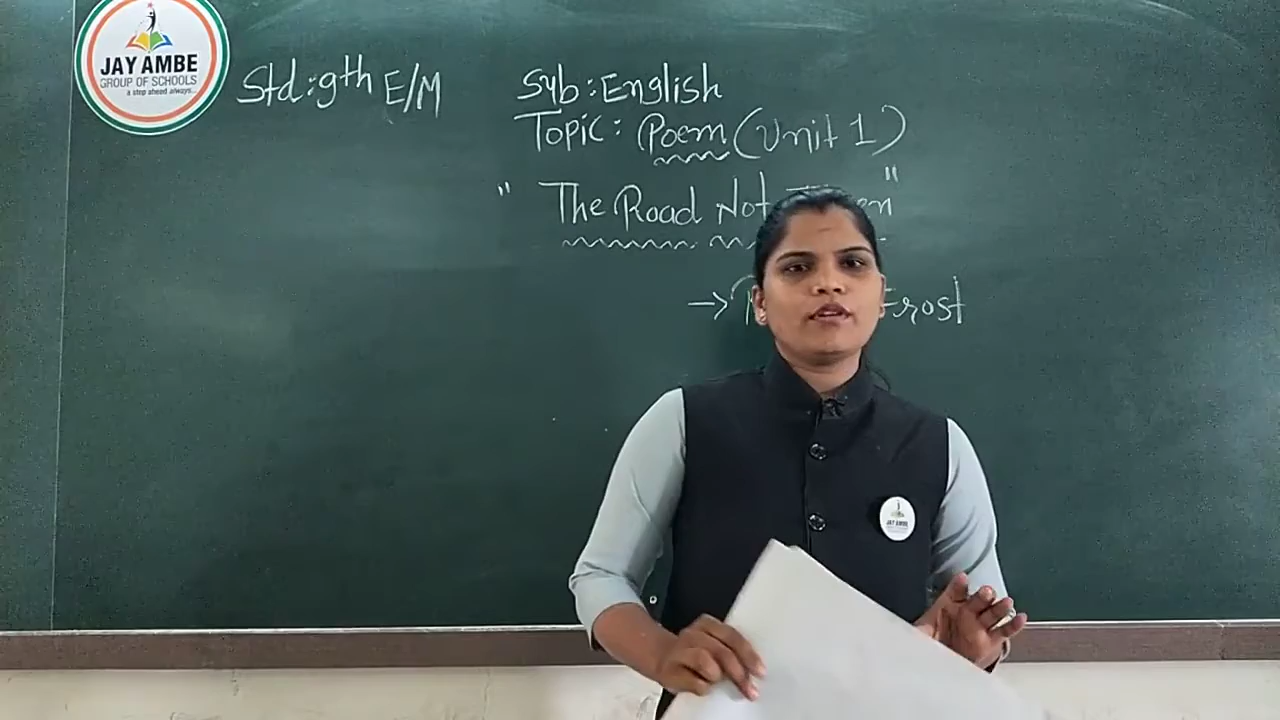 JAY AMBE
GROUP OF SCHOOLS
a step ahead always...
Std:9th E/M
Syb:English
Topic: Poem (Unit 1)
" The Road Not "
→ Frost
JAY AMBE